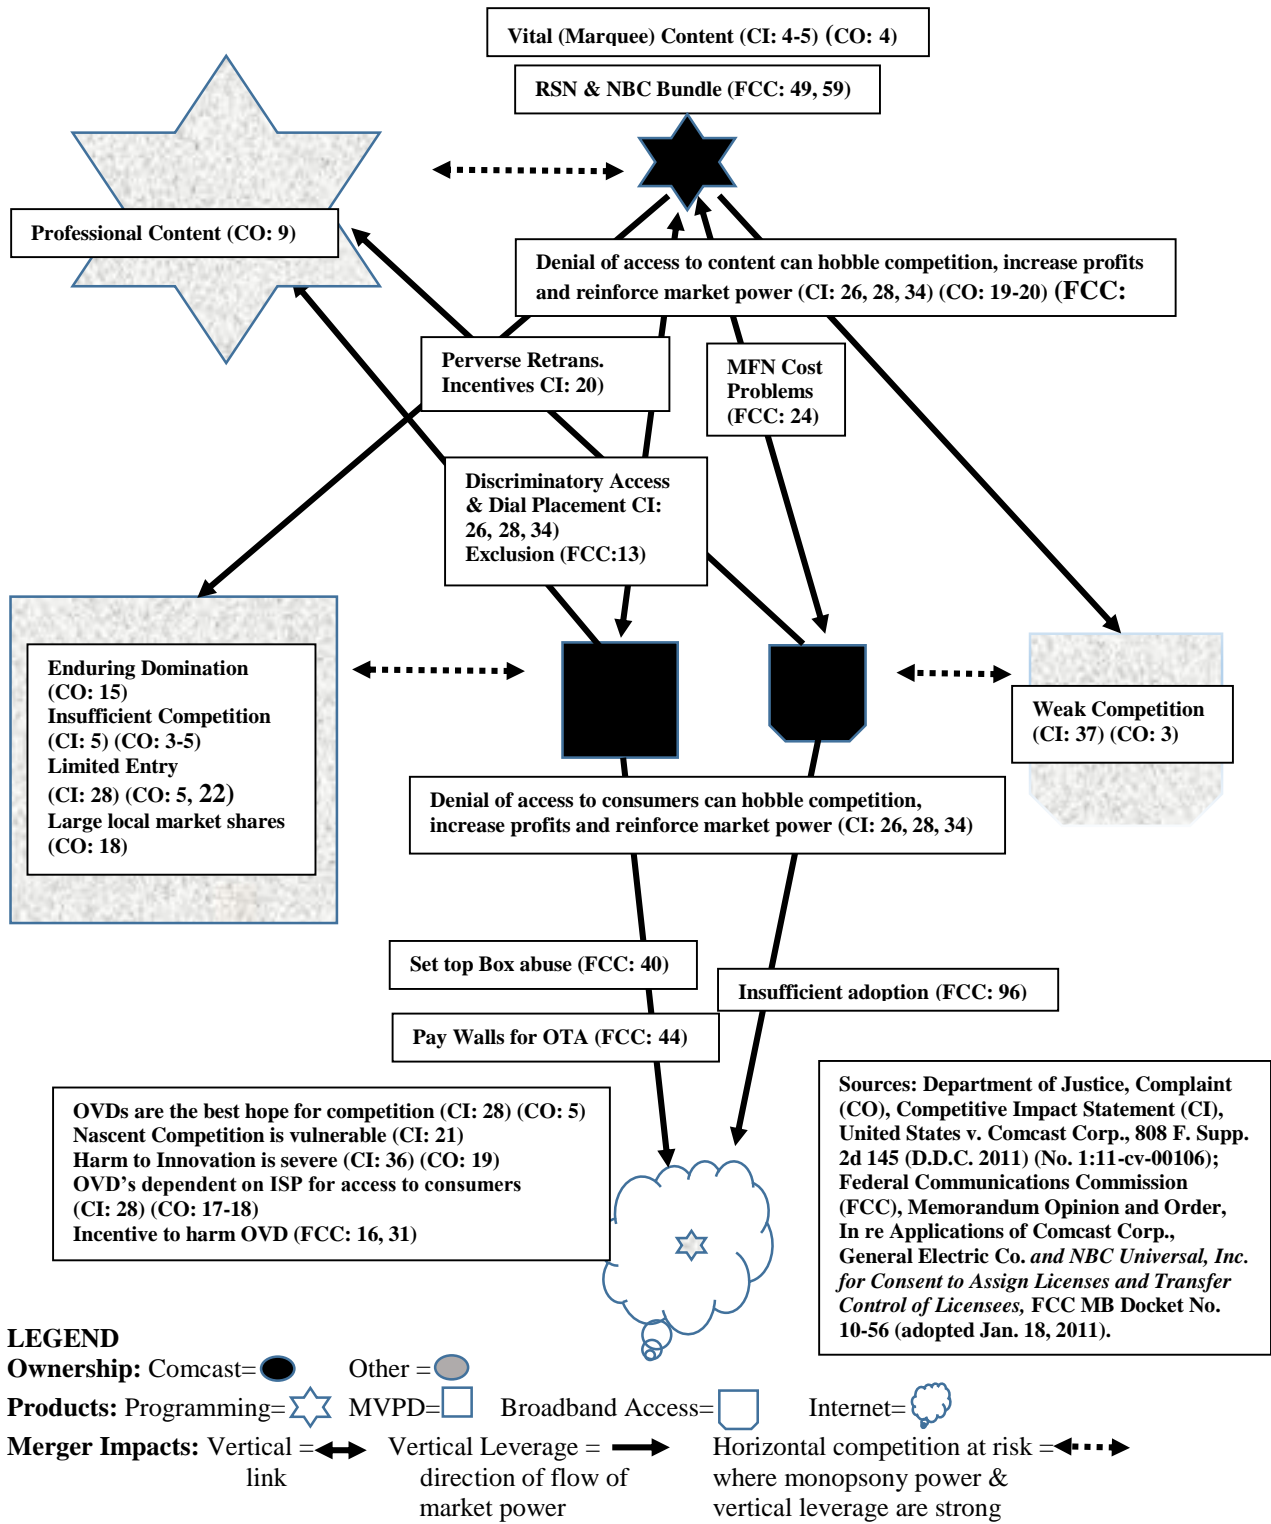 Vital (Marquee) Content (CI: 4-5) (CO: 4)
RSN & NBC Bundle (FCC: 49, 59)
Professional Content (CO: 9)
Denial of access to content can hobble competition, increase profits
and reinforce market power (CI: 26, 28, 34) (CO: 19-20) (FCC:
Perverse Retrans.
Incentives CI: 20)
MFN Cost
Problems
(FCC: 24)
Discriminatory Access
& Dial Placement CI:
26, 28, 34)
Exclusion (FCC:13)
Enduring Domination
(CO: 15)
Insufficient Competition
(CI: 5) (CO: 3-5)
Limited Entry
(CI: 28) (CO: 5, 22)
Large local market shares
(CO: 18)
Weak Competition
(CI: 37) (CO: 3)
Denial of access to consumers can hobble competition,
increase profits and reinforce market power (CI: 26, 28, 34)
Set top Box abuse (FCC: 40)
Insufficient adoption (FCC: 96)
Pay Walls for OTA (FCC: 44)
OVDs are the best hope for competition (CI: 28) (CO: 5)
Nascent Competition is vulnerable (CI: 21)
Harm to Innovation is severe (CI: 36) (CO: 19)
OVD's dependent on ISP for access to consumers
(CI: 28) (CO: 17-18)
Incentive to harm OVD (FCC: 16, 31)
Sources: Department of Justice, Complaint
(CO), Competitive Impact Statement (CI),
United States v. Comcast Corp., 808 F. Supp.
2d 145 (D.D.C. 2011) (No. 1:11-cv-00106);
Federal Communications Commission
(FCC), Memorandum Opinion and Order,
In re Applications of Comcast Corp.,
General Electric Co. and NBC Universal, Inc.
for Consent to Assign Licenses and Transfer
Control of Licensees, FCC MB Docket No.
10-56 (adopted Jan. 18, 2011).
LEGEND
Ownership: Comcast= Other =
Products: Programming= MVPD= Broadband Access= Internet=
Merger Impacts: Vertical = Vertical Leverage = Horizontal competition at risk =
link direction of flow of where monopsony power &
market power vertical leverage are strong